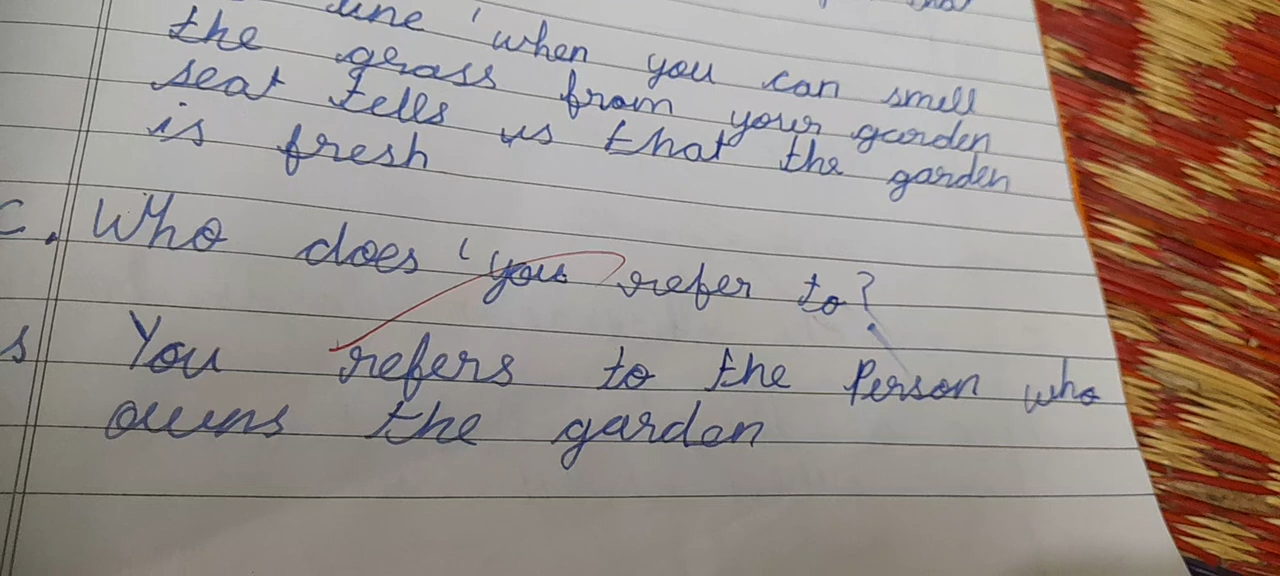 line 'when you can smell
the grass from your garden
seat tells us that the garden
is fresh
c. Who does 'you refer to?
s You refers to the Person who
owns the garden